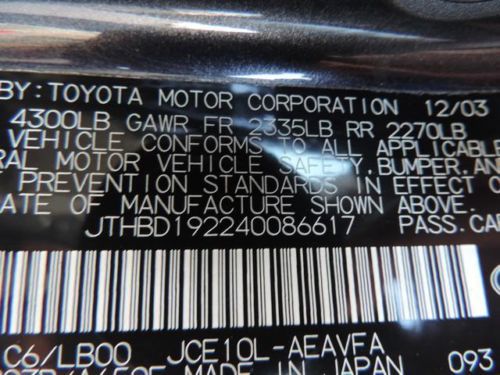 BY: TOYOTA MOTOR CORPORATION 12/03
4300LB GAWR FR 2335LB RR 2270LB
VEHICLE CONFORMS TO ALL APPLICABLE
RAL MOTOR VEHICLE SAFETY, BUMPER, AN
PREVENTION STANDARDS IN EFFECT O
ATE OF MANUFACTURE SHOWN ABOVE.
JTHBD192240086617 PASS.CA
C6/LB00 JCE10L-AEAVFA
MADE IN JAPAN 093